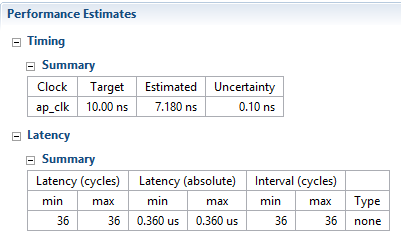 Performance Estimates
Timing
Summary
Clock Target Estimated Uncertainty
ap_clk 10.00 ns 7.180 ns 0.10 ns
Latency
Summary
Latency (cycles) Latency (absolute) Interval (cycles)
min max min max min max Type
36 36 0.360 us 0.360 us 36 36 none